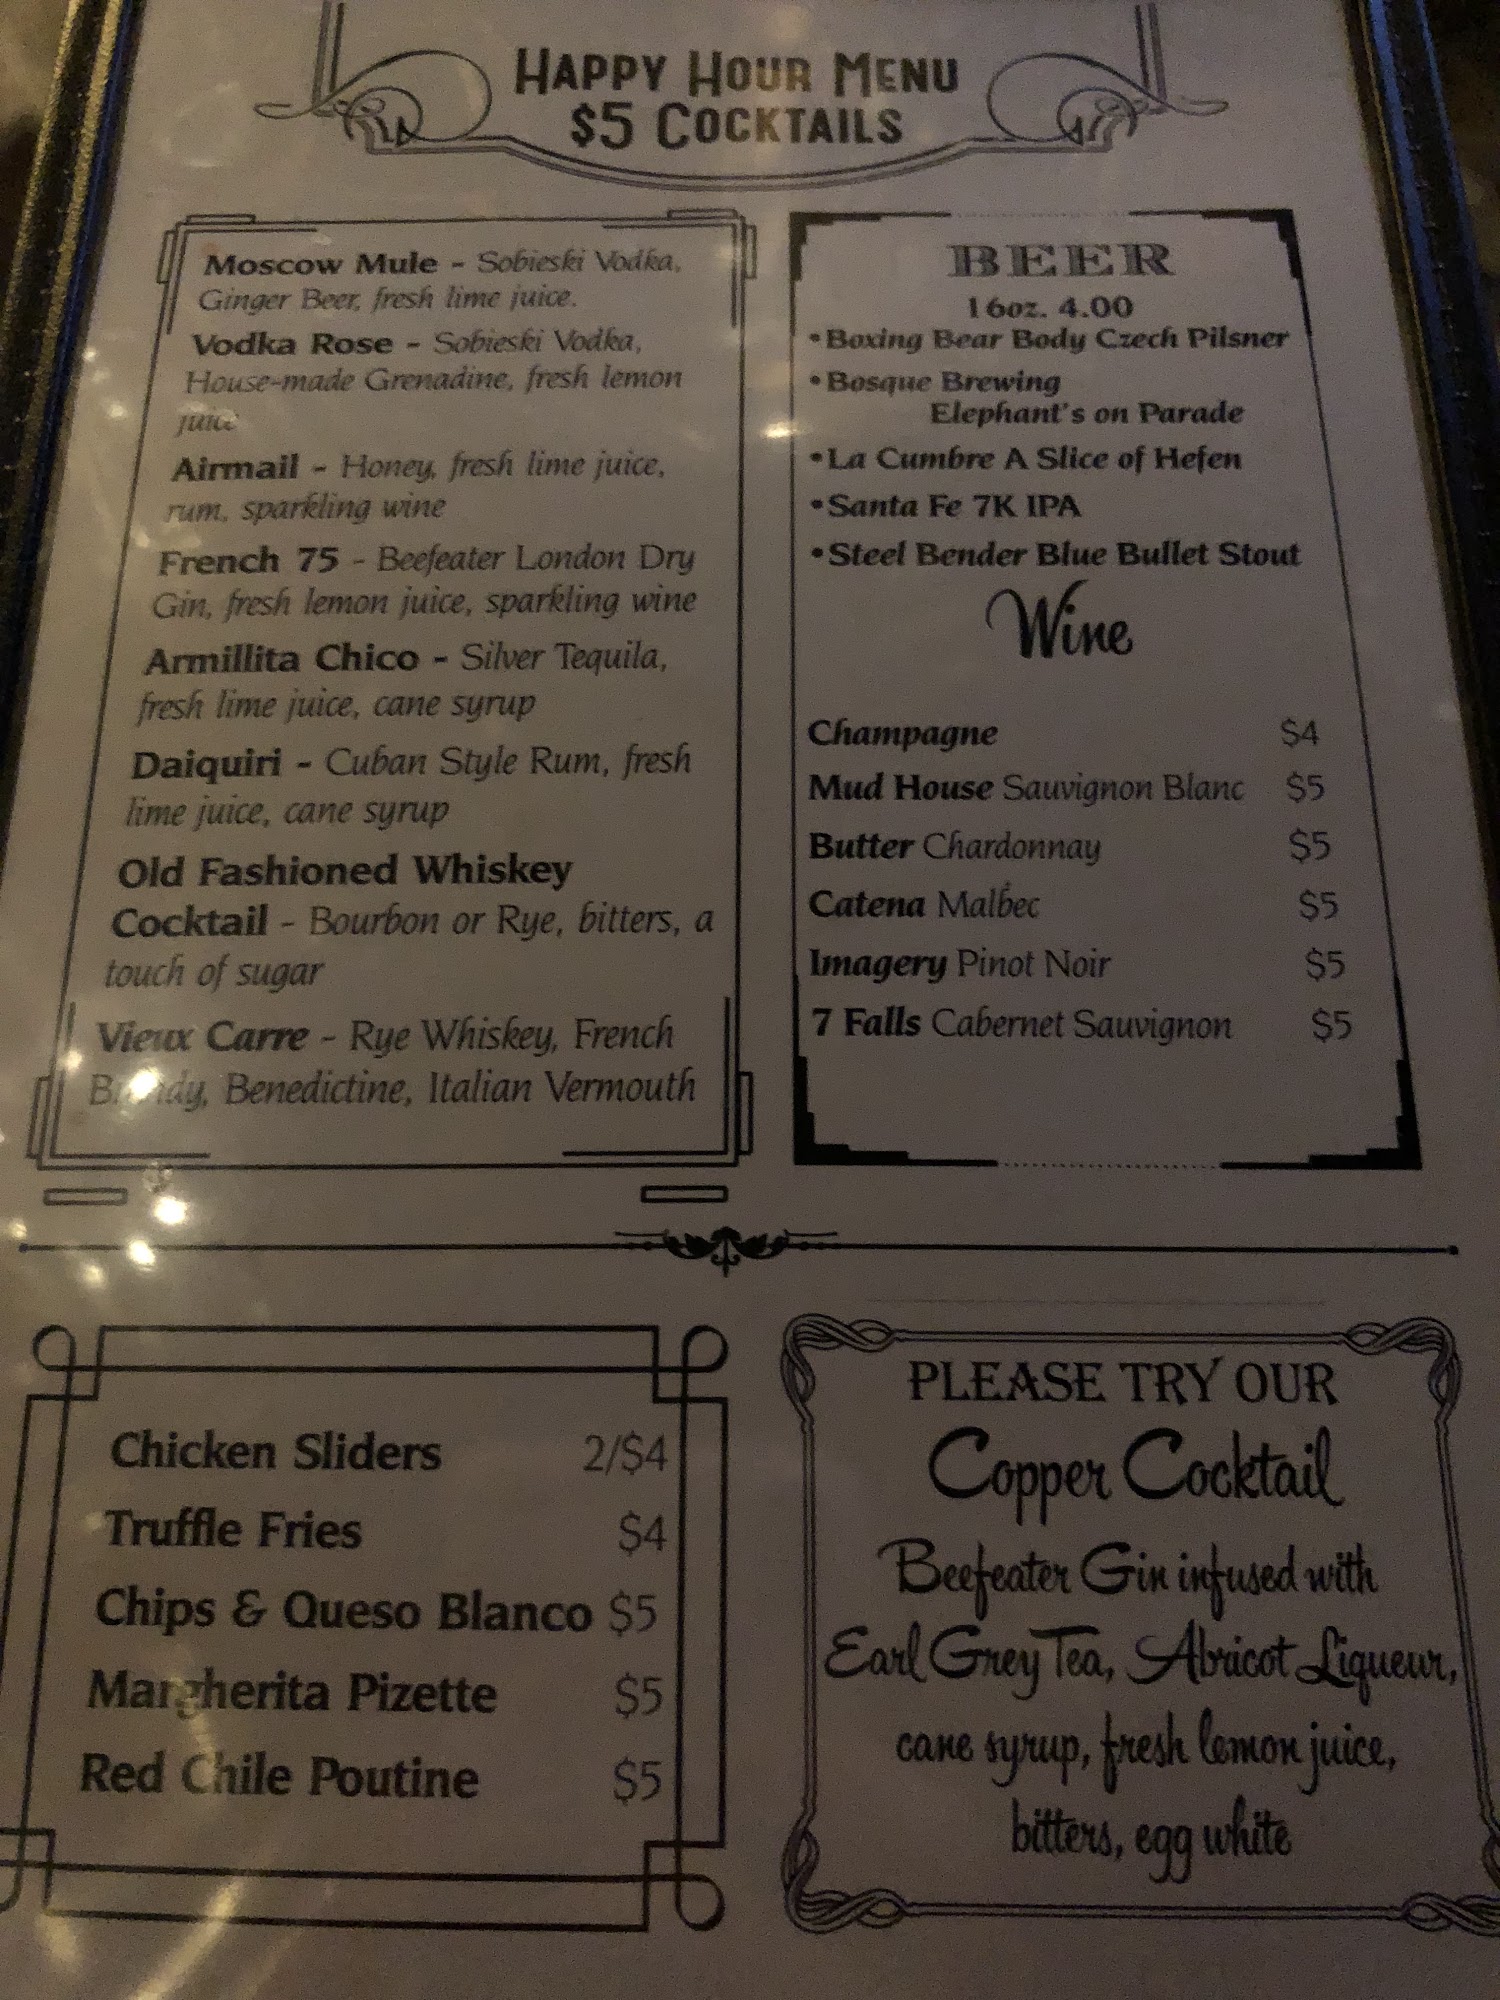 HAPPY HOUR MENU
$5 COCKTAILS
Moscow Mule - Sobieski Vodka,
Ginger Beer, fresh lime juice.
Vodka Rose - Sobieski Vodka,
House-made Grenadine, fresh lemon
juice
Airmail - Honey, fresh lime juice,
rum, sparkling wine
French 75 - Beefeater London Dry
Gin, fresh lemon juice, sparkling wine
Armillita Chico - Silver Tequila,
fresh lime juice, cane syrup
Daiquiri - Cuban Style Rum, fresh
lime juice, cane syrup
Old Fashioned Whiskey
Cocktail - Bourbon or Rye, bitters, a
touch of sugar
Vieux Carre - Rye Whiskey, French
Brandy, Benedictine, Italian Vermouth
BEER
16oz. 4.00
•Boxing Bear Body Czech Pilsner
•Bosque Brewing
Elephant's on Parade
•La Cumbre A Slice of Hefen
•Santa Fe 7K IPA
•Steel Bender Blue Bullet Stout
Wine
Champagne $4
Mud House Sauvignon Blanc $5
Butter Chardonnay $5
Catena Malbec $5
Imagery Pinot Noir $5
7 Falls Cabernet Sauvignon $5
Chicken Sliders 2/$4
Truffle Fries $4
Chips & Queso Blanco $5
Margherita Pizette $5
Red Chile Poutine $5
PLEASE TRY OUR
Copper Cocktail
Beefeater Gin infused with
Earl Grey Tea, Abricot Liqueur,
cane syrup, fresh lemon juice,
bitters, egg white